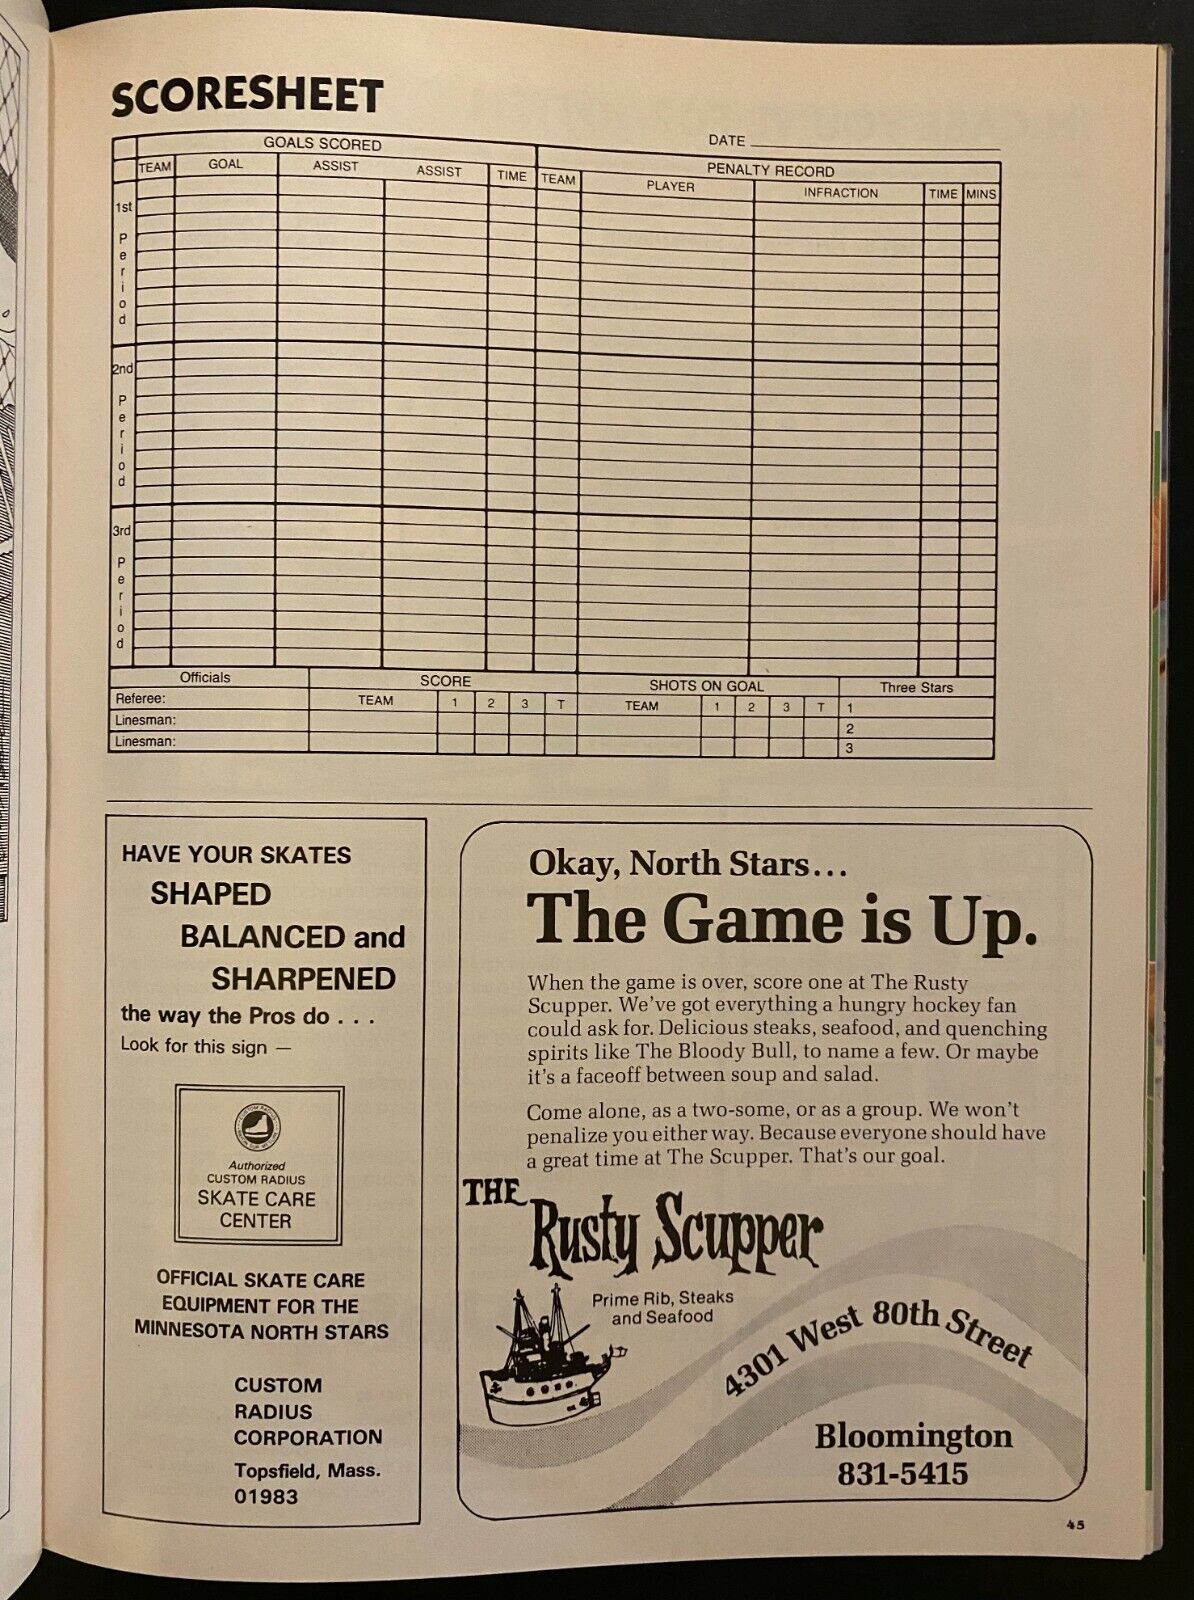 SCORESHEET
DATE
GOALS SCORED
PENALTY RECORD
TEAM GOAL ASSIST ASSIST TIME TEAM PLAYER INFRACTION TIME MINS
1st Period
2nd Period
3rd Period
Officials SCORE SHOTS ON GOAL Three Stars
Referee: TEAM 1 2 3 T TEAM 1 2 3 T 1
Linesman: 2
Linesman: 3
HAVE YOUR SKATES
SHAPED
BALANCED and
SHARPENED
the way the Pros do . . .
Look for this sign —
CUSTOM RADIUS
Authorized
CUSTOM RADIUS
SKATE CARE
CENTER
OFFICIAL SKATE CARE
EQUIPMENT FOR THE
MINNESOTA NORTH STARS
CUSTOM
RADIUS
CORPORATION
Topsfield, Mass.
01983
Okay, North Stars...
The Game is Up.
When the game is over, score one at The Rusty
Scupper. We've got everything a hungry hockey fan
could ask for. Delicious steaks, seafood, and quenching
spirits like The Bloody Bull, to name a few. Or maybe
it's a faceoff between soup and salad.
Come alone, as a two-some, or as a group. We won't
penalize you either way. Because everyone should have
a great time at The Scupper. That's our goal.
THE
Rusty Scupper
Prime Rib, Steaks
and Seafood
4301 West 80th Street
Bloomington
831-5415
45